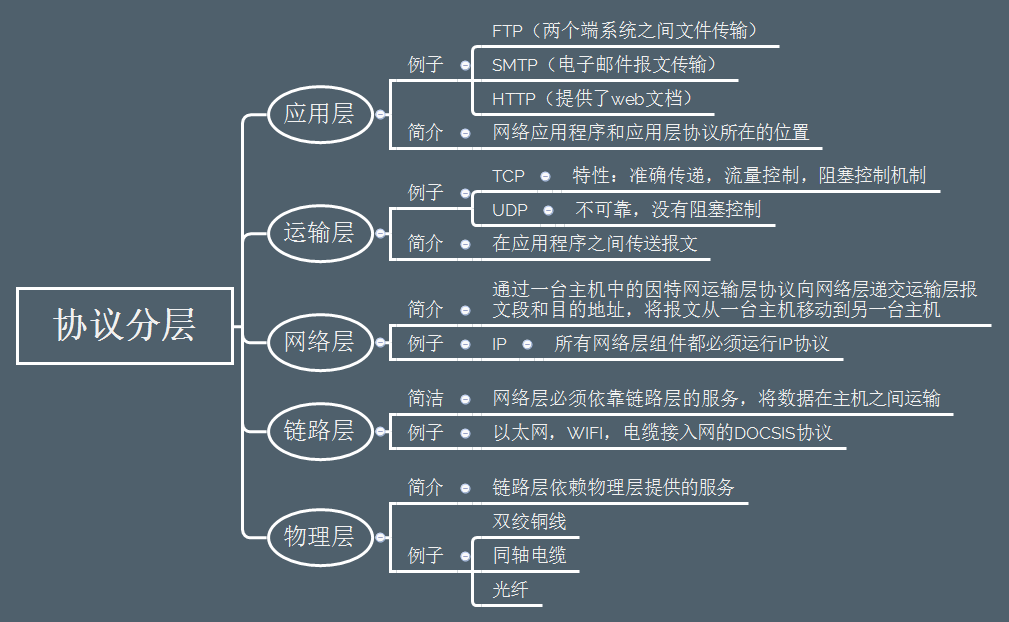 协议分层
应用层
例子
FTP（两个端系统之间文件传输）
SMTP（电子邮件报文传输）
HTTP（提供了web文档）
简介
网络应用程序和应用层协议所在的位置
运输层
例子
TCP
特性：准确传递，流量控制，阻塞控制机制
UDP
不可靠，没有阻塞控制
简介
在应用程序之间传送报文
网络层
简介
通过一台主机中的因特网运输层协议向网络层递交运输层报
文段和目的地址，将报文从一台主机移动到另一台主机
例子
IP
所有网络层组件都必须运行IP协议
链路层
简洁
网络层必须依靠链路层的服务，将数据在主机之间运输
例子
以太网，WIFI，电缆接入网的DOCSIS协议
物理层
简介
链路层依赖物理层提供的服务
例子
双绞铜线
同轴电缆
光纤